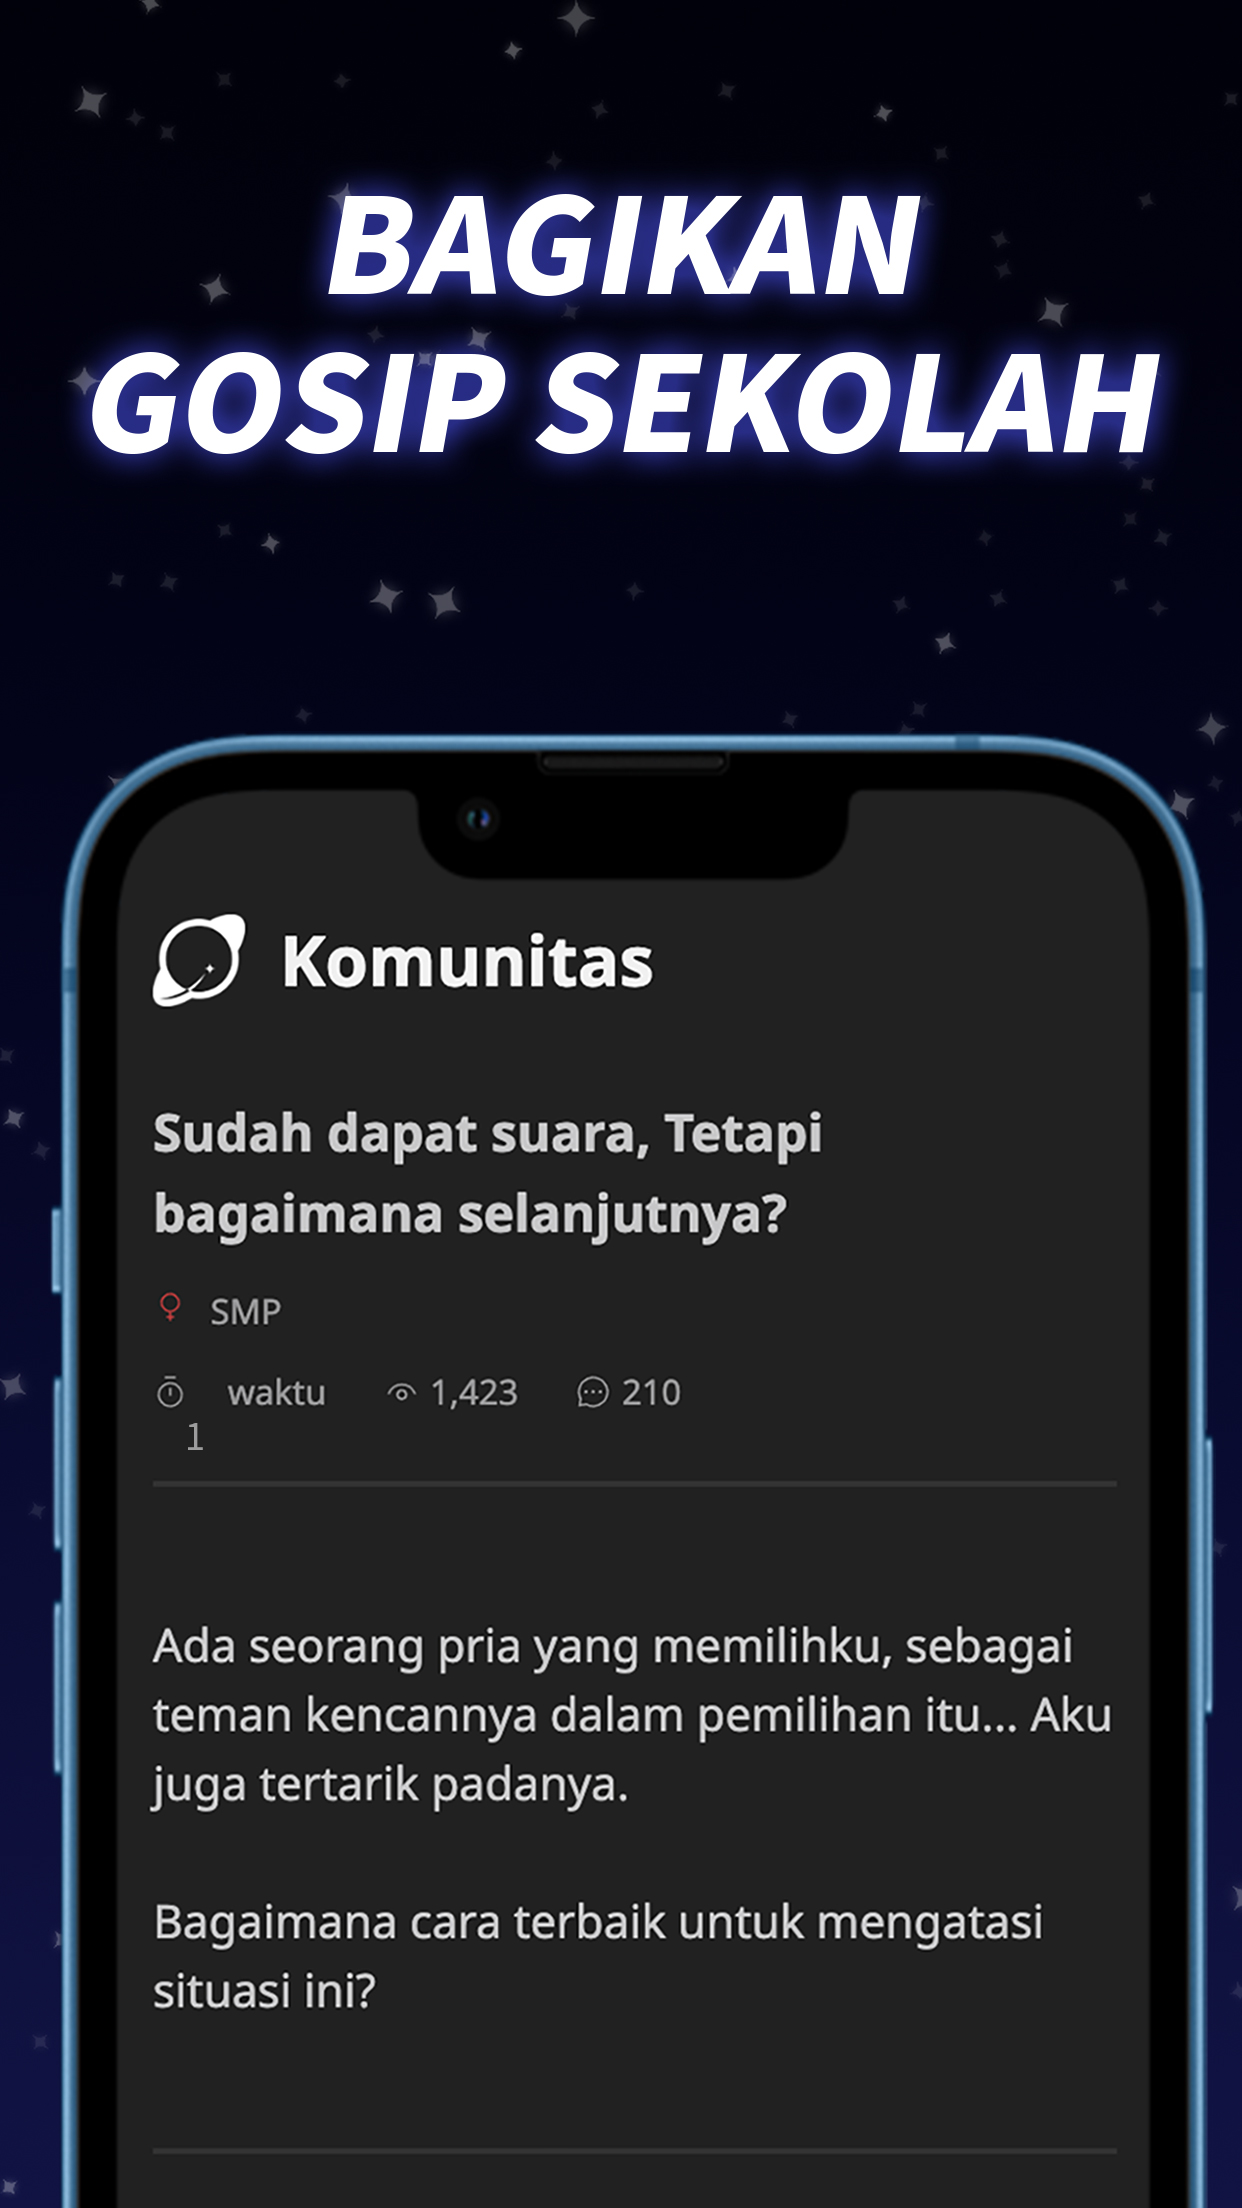 BAGIKAN
GOSIP SEKOLAH
Komunitas
Sudah dapat suara, Tetapi
bagaimana selanjutnya?
SMP
waktu 1,423 210
1
Ada seorang pria yang memilihku, sebagai
teman kencannya dalam pemilihan itu... Aku
juga tertarik padanya.
Bagaimana cara terbaik untuk mengatasi
situasi ini?